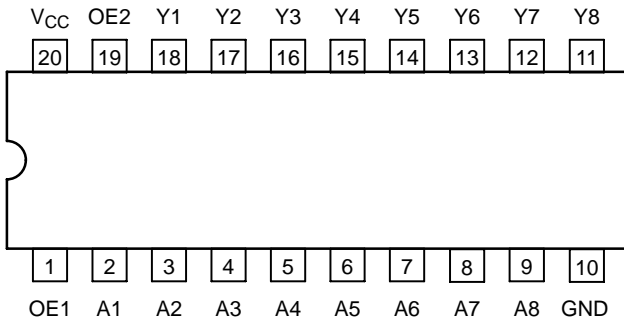 VCC OE2 Y1 Y2 Y3 Y4 Y5 Y6 Y7 Y8
20 19 18 17 16 15 14 13 12 11
1 2 3 4 5 6 7 8 9 10
OE1 A1 A2 A3 A4 A5 A6 A7 A8 GND